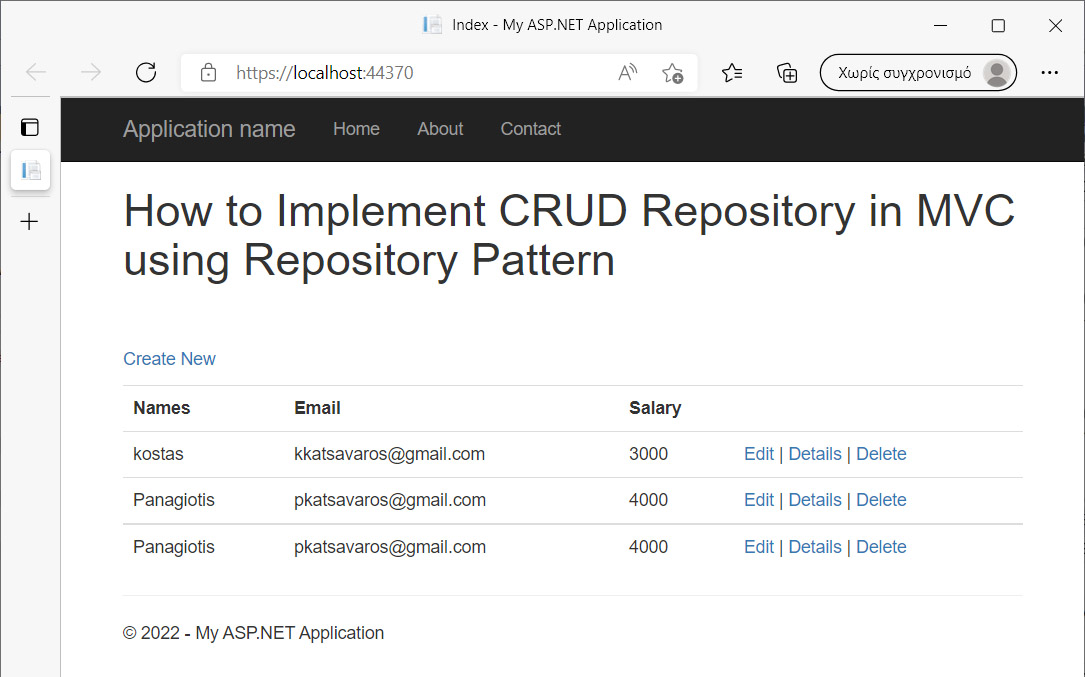 Index - My ASP.NET Application
https://localhost:44370
Χωρίς συγχρονισμό
Application name Home About Contact
How to Implement CRUD Repository in MVC
using Repository Pattern
Create New
Names Email Salary
kostas kkatsavaros@gmail.com 3000 Edit | Details | Delete
Panagiotis pkatsavaros@gmail.com 4000 Edit | Details | Delete
Panagiotis pkatsavaros@gmail.com 4000 Edit | Details | Delete
© 2022 - My ASP.NET Application